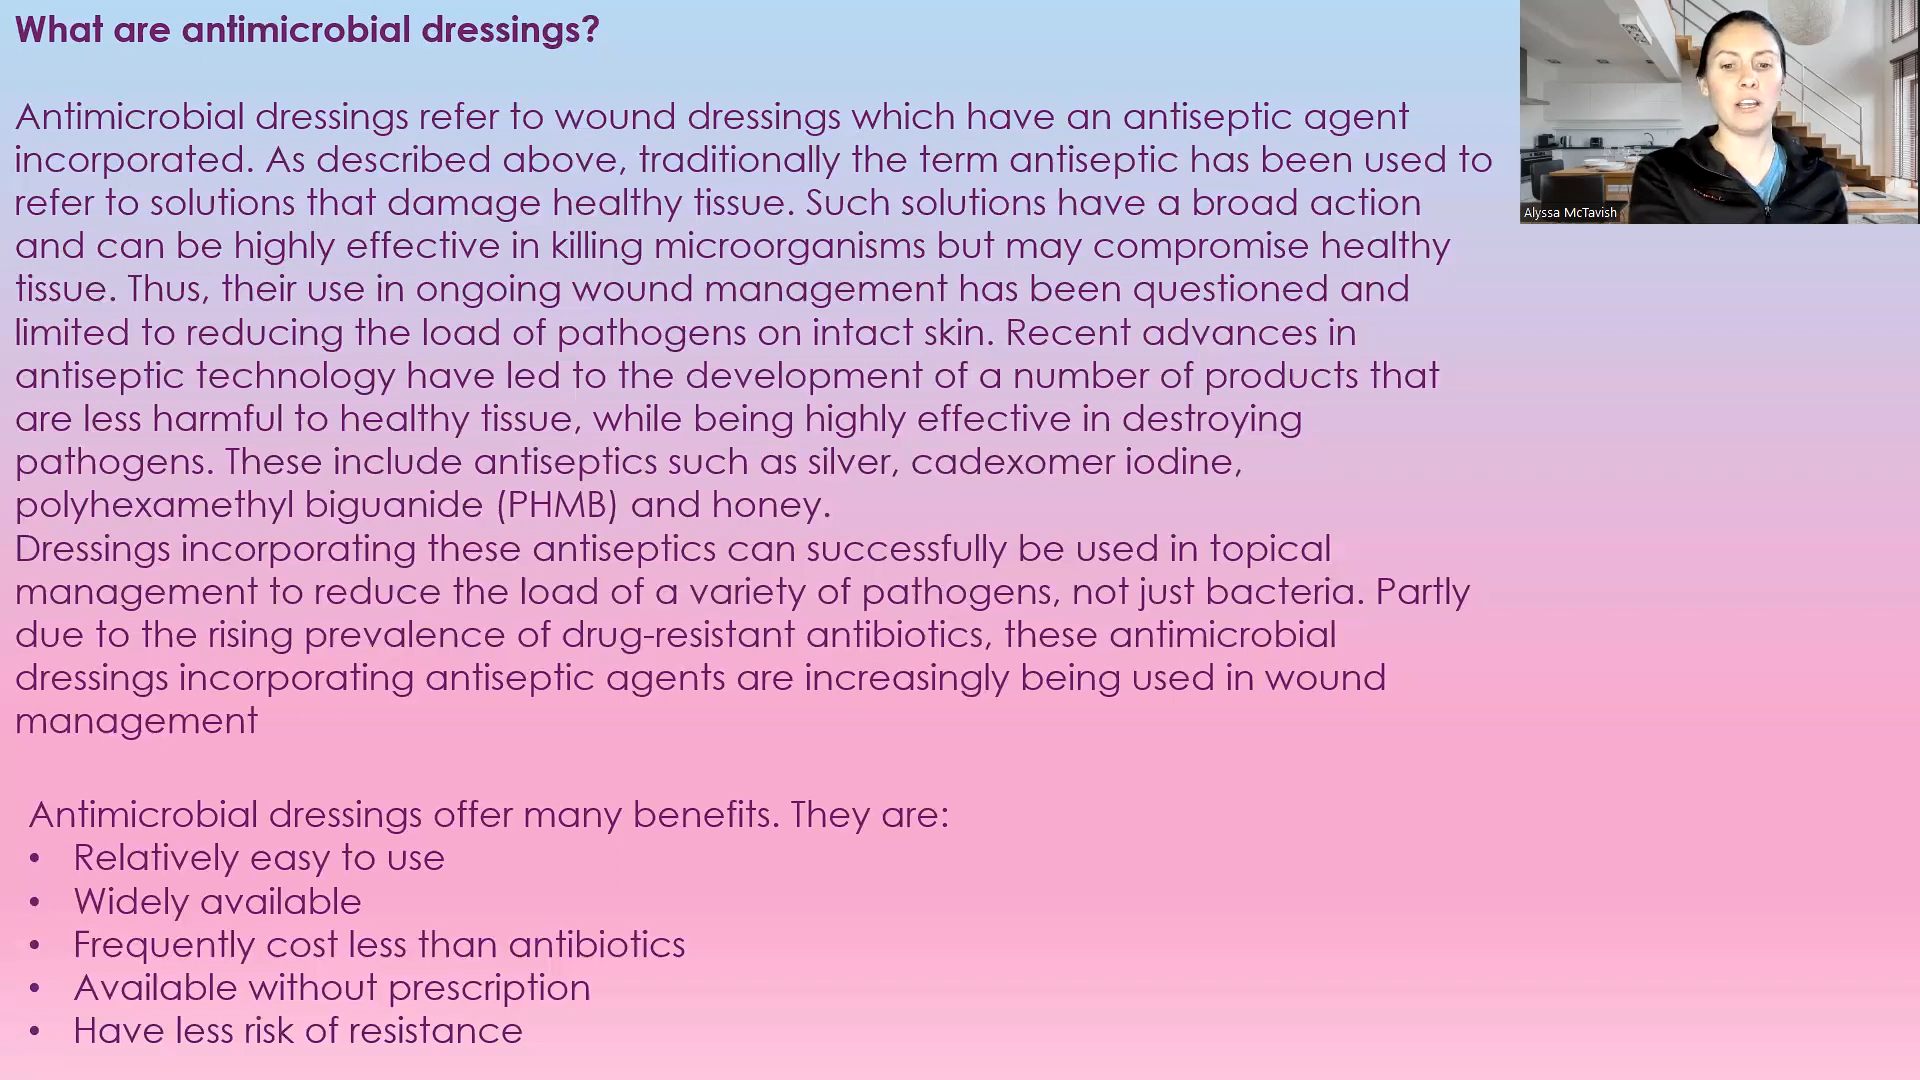 What are antimicrobial dressings?
Antimicrobial dressings refer to wound dressings which have an antiseptic agent
incorporated. As described above, traditionally the term antiseptic has been used to
refer to solutions that damage healthy tissue. Such solutions have a broad action
and can be highly effective in killing microorganisms but may compromise healthy
tissue. Thus, their use in ongoing wound management has been questioned and
limited to reducing the load of pathogens on intact skin. Recent advances in
antiseptic technology have led to the development of a number of products that
are less harmful to healthy tissue, while being highly effective in destroying
pathogens. These include antiseptics such as silver, cadexomer iodine,
polyhexamethyl biguanide (PHMB) and honey.
Dressings incorporating these antiseptics can successfully be used in topical
management to reduce the load of a variety of pathogens, not just bacteria. Partly
due to the rising prevalence of drug-resistant antibiotics, these antimicrobial
dressings incorporating antiseptic agents are increasingly being used in wound
management
Antimicrobial dressings offer many benefits. They are:
• Relatively easy to use
• Widely available
• Frequently cost less than antibiotics
• Available without prescription
• Have less risk of resistance
Alyssa McTavish